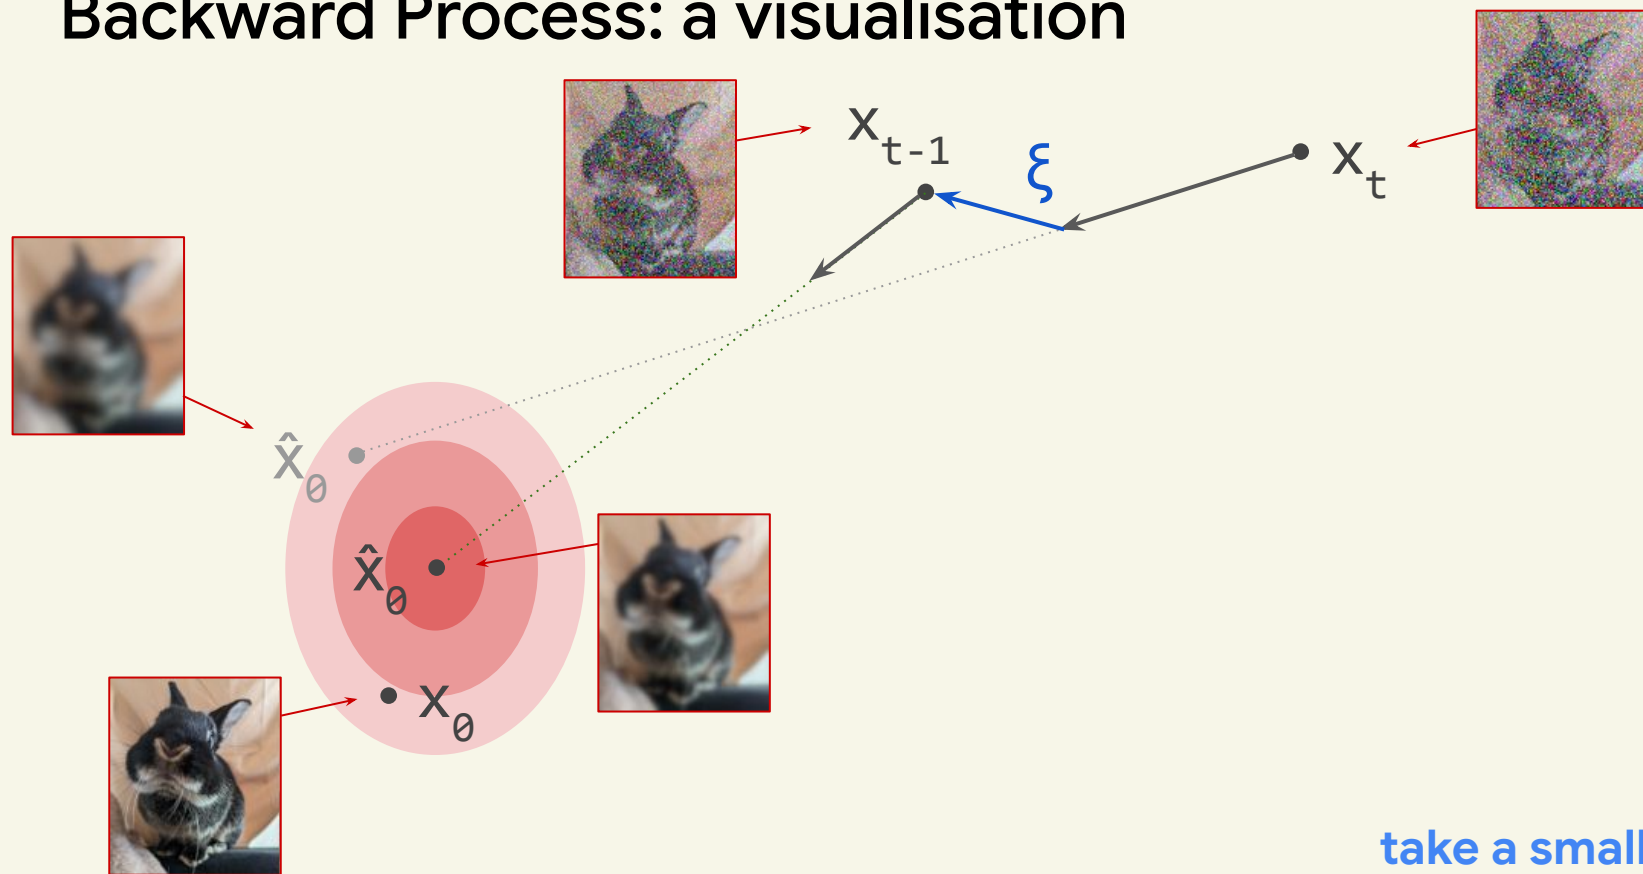 Backward Process: a visualisation
x_{t-1}
ξ
x_t
x̂_0
x̂_0
x_0
take a small